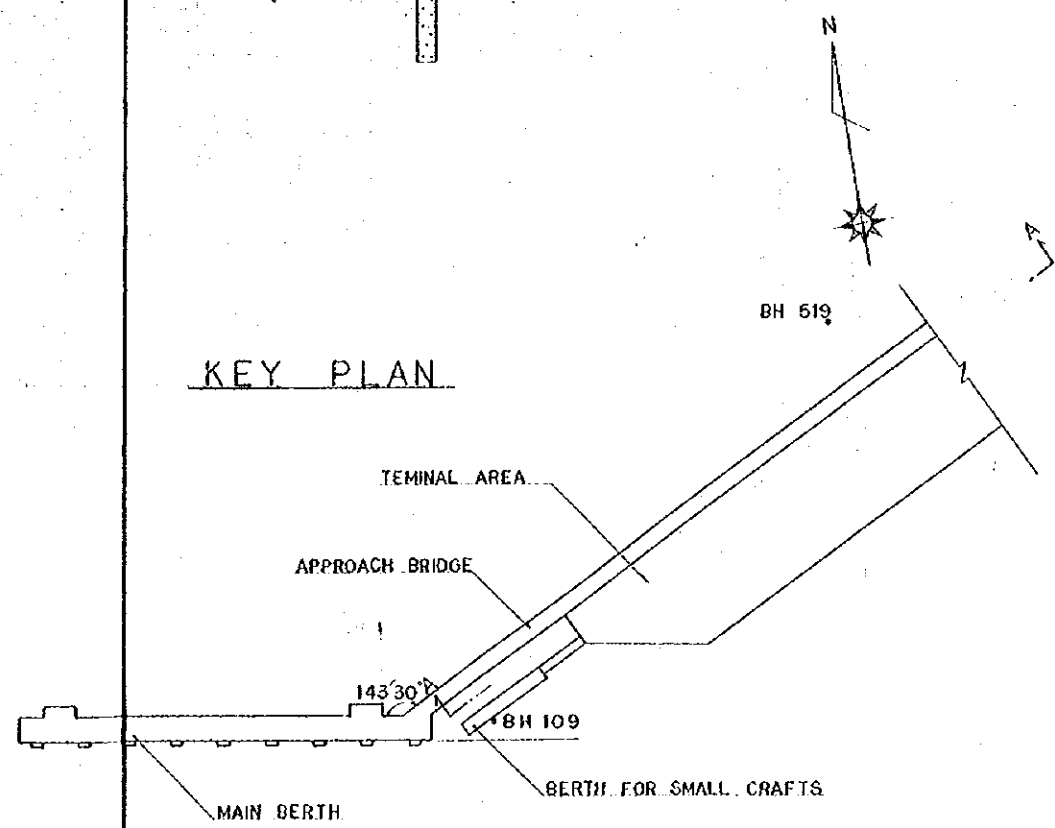 N
A
BH 519
KEY PLAN
TEMINAL AREA
APPROACH BRIDGE
143°30'
A
BH 109
BERTH FOR SMALL CRAFTS
MAIN BERTH